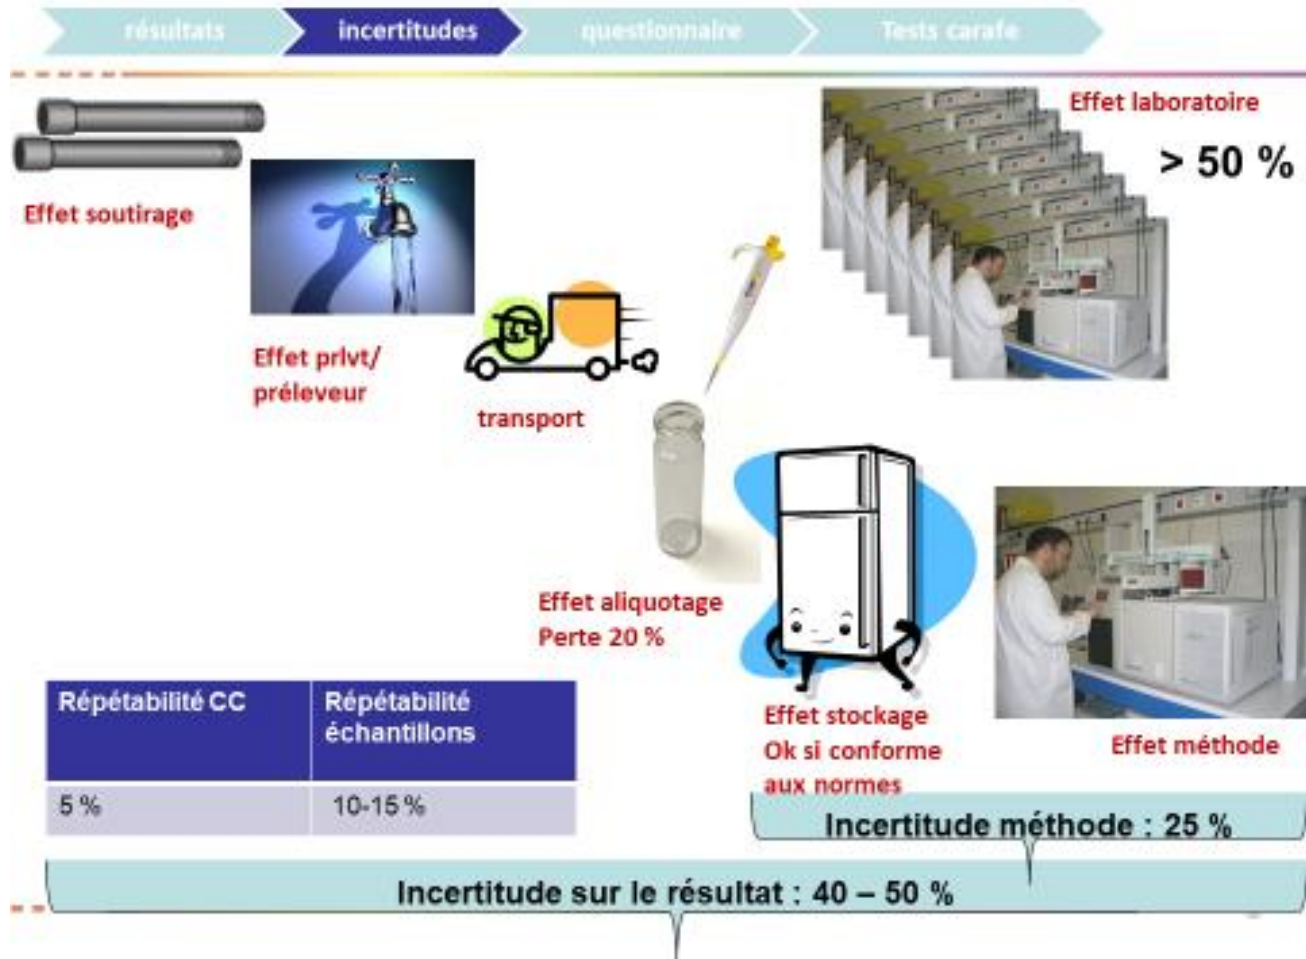 résultats
incertitudes
questionnaire
Tests carafe
Effet laboratoire
> 50 %
Effet soutirage
Effet prlvt/
préleveur
transport
Effet aliquotage
Perte 20 %
Effet stockage
Ok si conforme
aux normes
Effet méthode
Répétabilité CC
Répétabilité
échantillons
5 %
10-15 %
Incertitude méthode : 25 %
Incertitude sur le résultat : 40 – 50 %